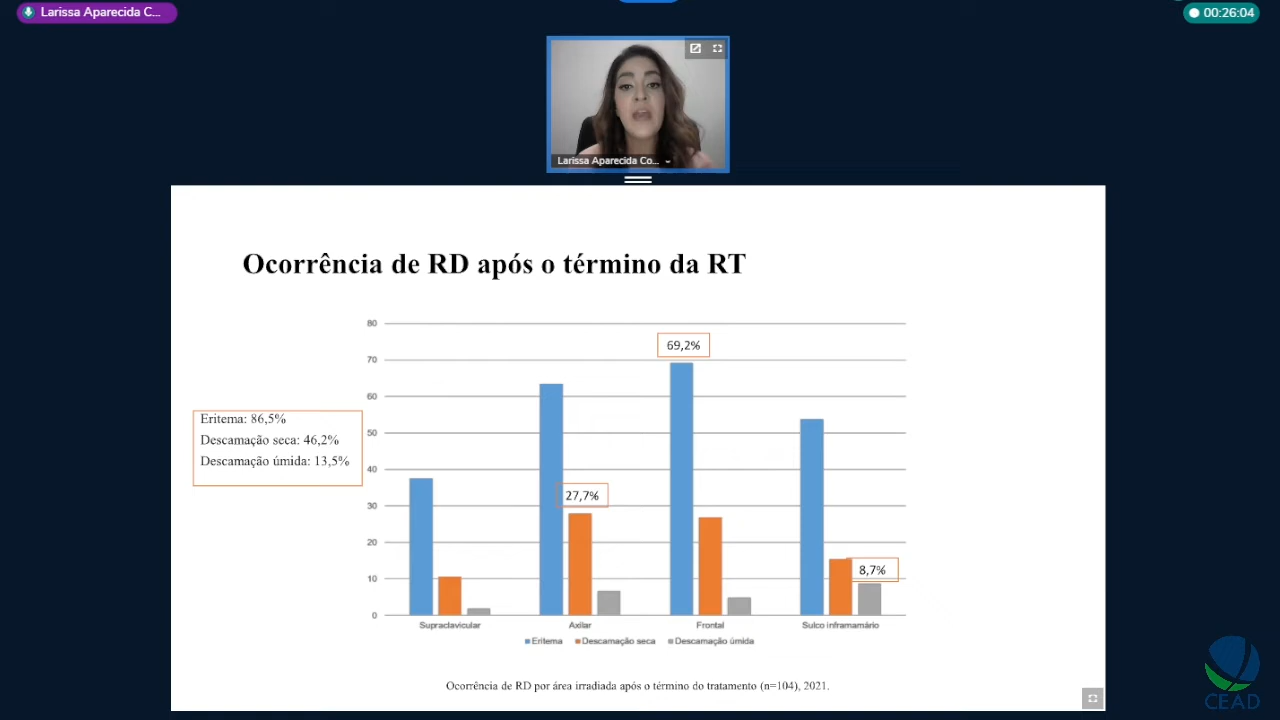 Larissa Aparecida C...
00:26:04
Larissa Aparecida Co...
Ocorrência de RD após o término da RT
Eritema: 86,5%
Descamação seca: 46,2%
Descamação úmida: 13,5%
80
70
60
50
40
30
20
10
0
69,2%
27,7%
8,7%
Supraclavicular
Axilar
Frontal
Sulco inframamário
Eritema
Descamação seca
Descamação úmida
Ocorrência de RD por área irradiada após o término do tratamento (n=104), 2021.
CEAD